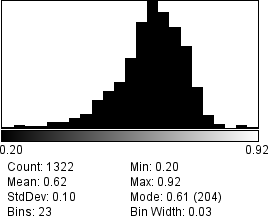 0.20 0.92
Count: 1322 Min: 0.20
Mean: 0.62 Max: 0.92
StdDev: 0.10 Mode: 0.61 (204)
Bins: 23 Bin Width: 0.03